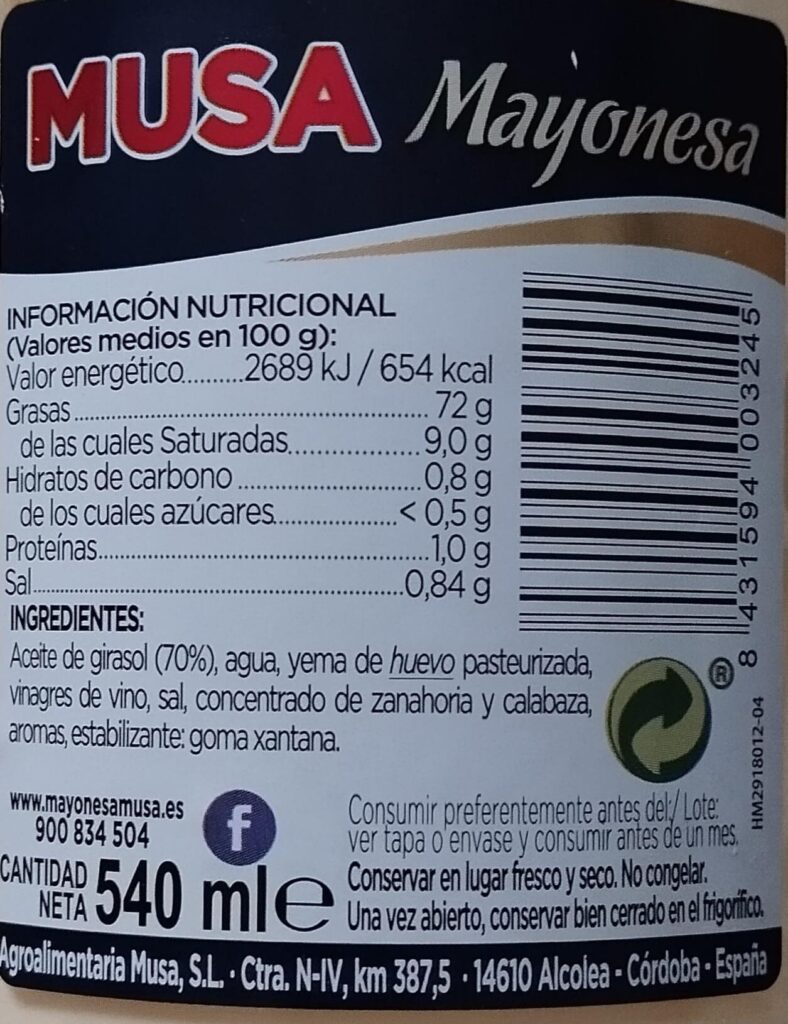 MUSA Mayonesa
INFORMACIÓN NUTRICIONAL
(Valores medios en 100 g):
Valor energético..........2689 kJ / 654 kcal
Grasas.......................................................... 72 g
de las cuales Saturadas....................... 9,0 g
Hidratos de carbono ............................... 0,8 g
de los cuales azúcares.....................< 0,5 g
Proteínas........................................................1,0 g
Sal...............................................................0,84 g
INGREDIENTES:
Aceite de girasol (70%), agua, yema de huevo pasteurizada,
vinagres de vino, sal, concentrado de zanahoria y calabaza,
aromas, estabilizante: goma xantana.
8 431594 003245
®
HM2918012-04
www.mayonesamusa.es
900 834 504
f
Consumir preferentemente antes del:/ Lote:
ver tapa o envase y consumir antes de un mes.
Conservar en lugar fresco y seco. No congelar.
Una vez abierto, conservar bien cerrado en el frigorífico.
CANTIDAD
NETA 540 ml e
Agroalimentaria Musa, S.L. · Ctra. N-IV, km 387,5 · 14610 Alcolea - Córdoba - España